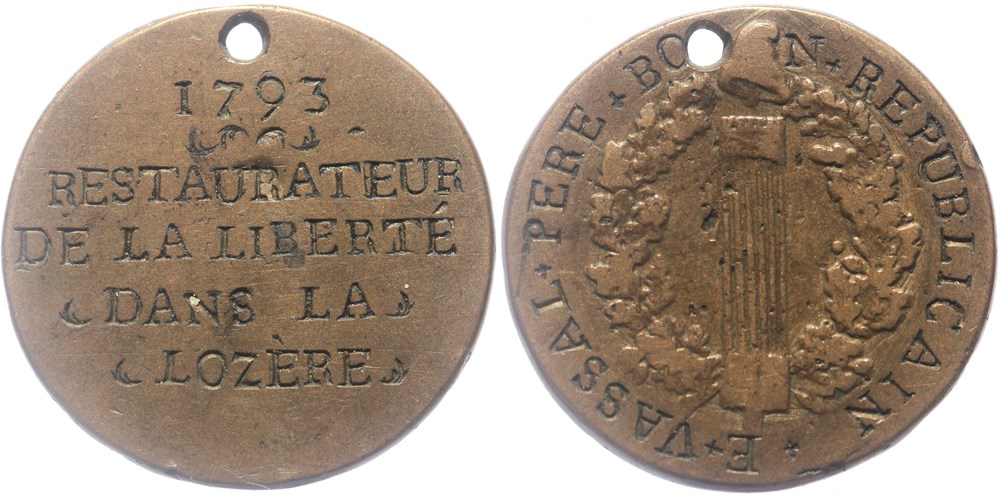 1793
RESTAURATEUR
DE LA LIBERTÉ
DANS LA
LOZÈRE
E★VASSAL★PERE★BON★REPUBLICAIN★